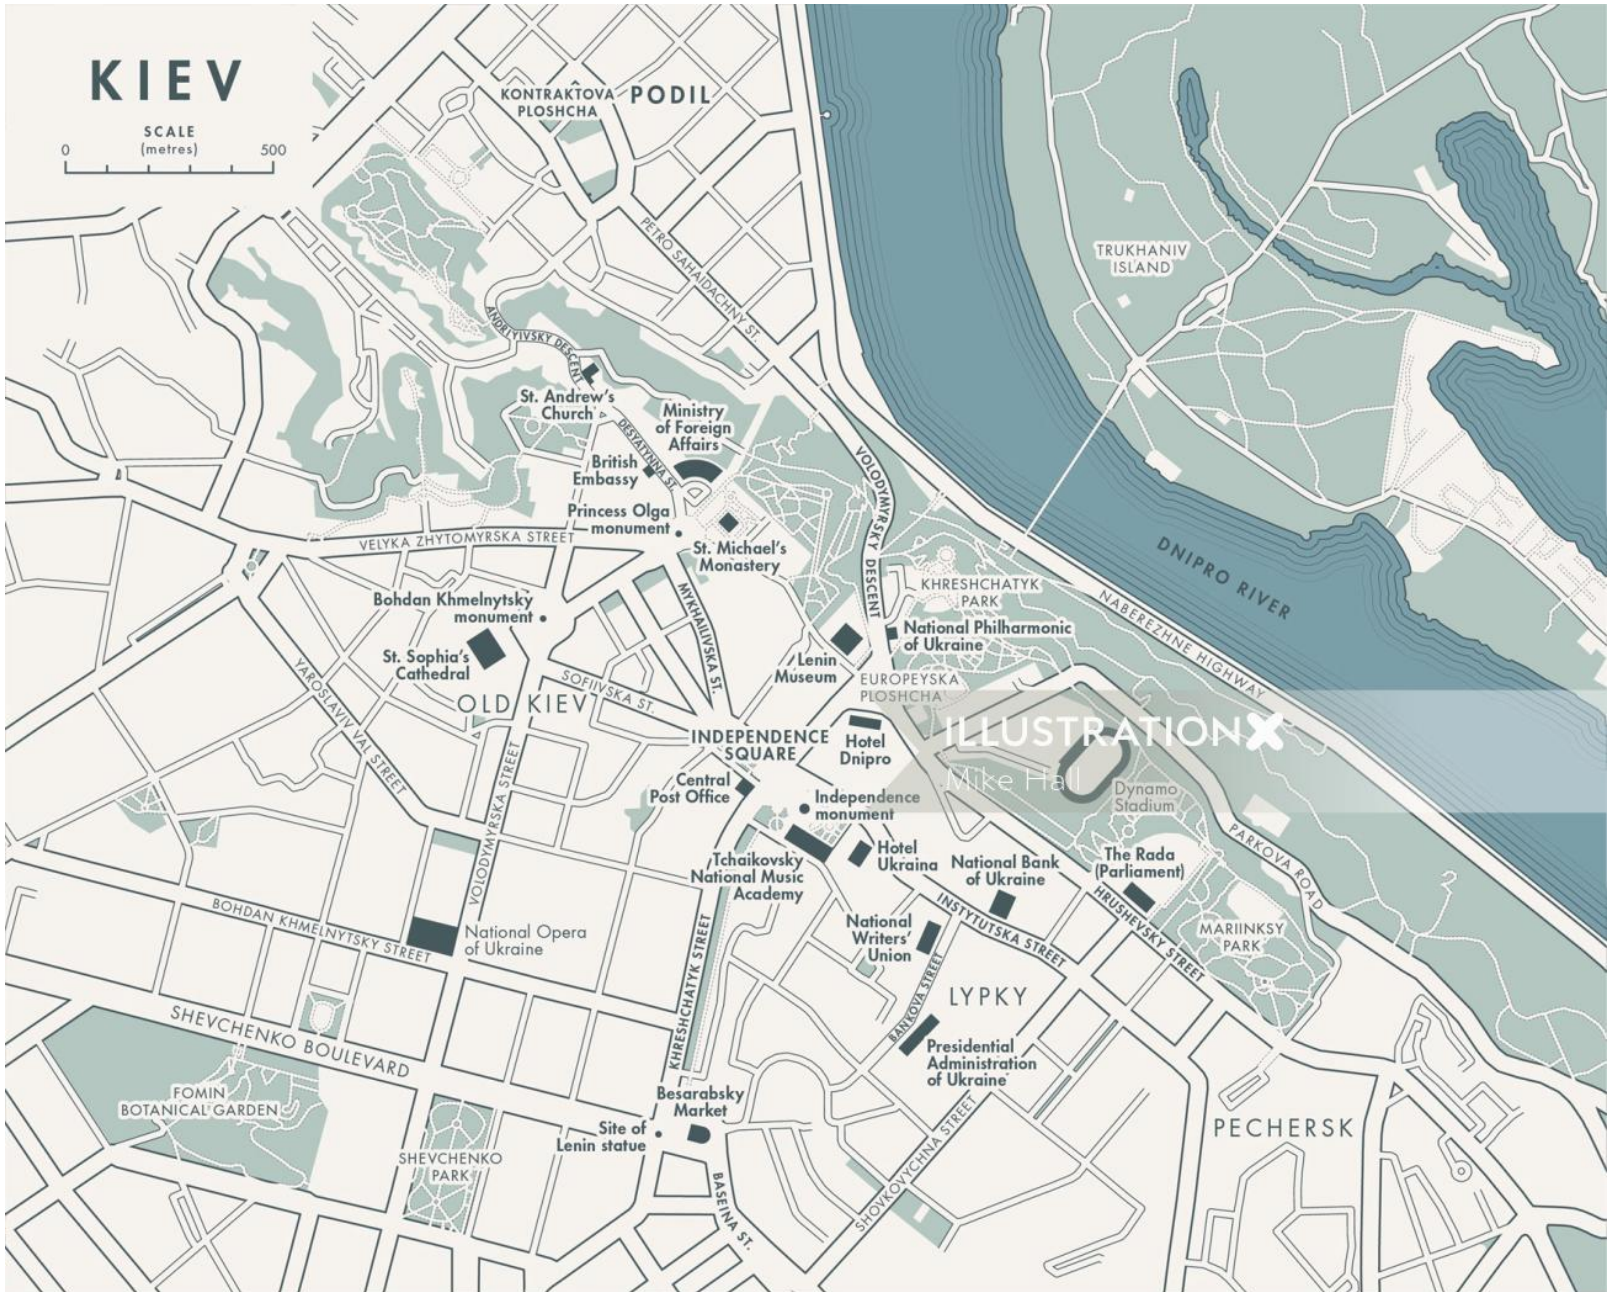 KIEV
SCALE
(metres)
0
500
KONTRAKTOVA
PLOSHCHA
PODIL
PETRO SAHAIDACHNY ST.
TRUKHANIV
ISLAND
ANDRIYIVSKY DESCENT
St. Andrew's
Church
DESYATYNNA ST.
Ministry
of Foreign
Affairs
British
Embassy
Princess Olga
monument
VELYKA ZHYTOMYRSKA STREET
St. Michael's
Monastery
VOLODYMYRSKY DESCENT
DNIPRO RIVER
KHRESHCHATYK
PARK
NABEREZHNE HIGHWAY
Bohdan Khmelnytsky
monument
MYKHAILIVSKA ST.
National Philharmonic
of Ukraine
St. Sophia's
Cathedral
Lenin
Museum
YAROSLAVIV VAL STREET
SOFIIVSKA ST.
EUROPEYSKA
PLOSHCHA
OLD KIEV
ILLUSTRATIONX
Mike Hall
INDEPENDENCE
SQUARE
Hotel
Dnipro
Central
Post Office
Independence
monument
Dynamo
Stadium
VOLODYMYRSKA STREET
PARKOVA ROAD
Tchaikovsky
National Music
Academy
Hotel
Ukraina
National Bank
of Ukraine
The Rada
(Parliament)
BOHDAN KHMELNYTSKY STREET
National Opera
of Ukraine
INSTYTUTSKA STREET
HRUSHEVSKY STREET
National
Writers'
Union
MARIINKSY
PARK
KHRESHCHATYK STREET
BANKOVA STREET
LYPKY
SHEVCHENKO BOULEVARD
Presidential
Administration
of Ukraine
FOMIN
BOTANICAL GARDEN
Besarabsky
Market
Site of
Lenin statue
SHOVKOVYCHNA STREET
PECHERSK
SHEVCHENKO
PARK
BASEINA ST.